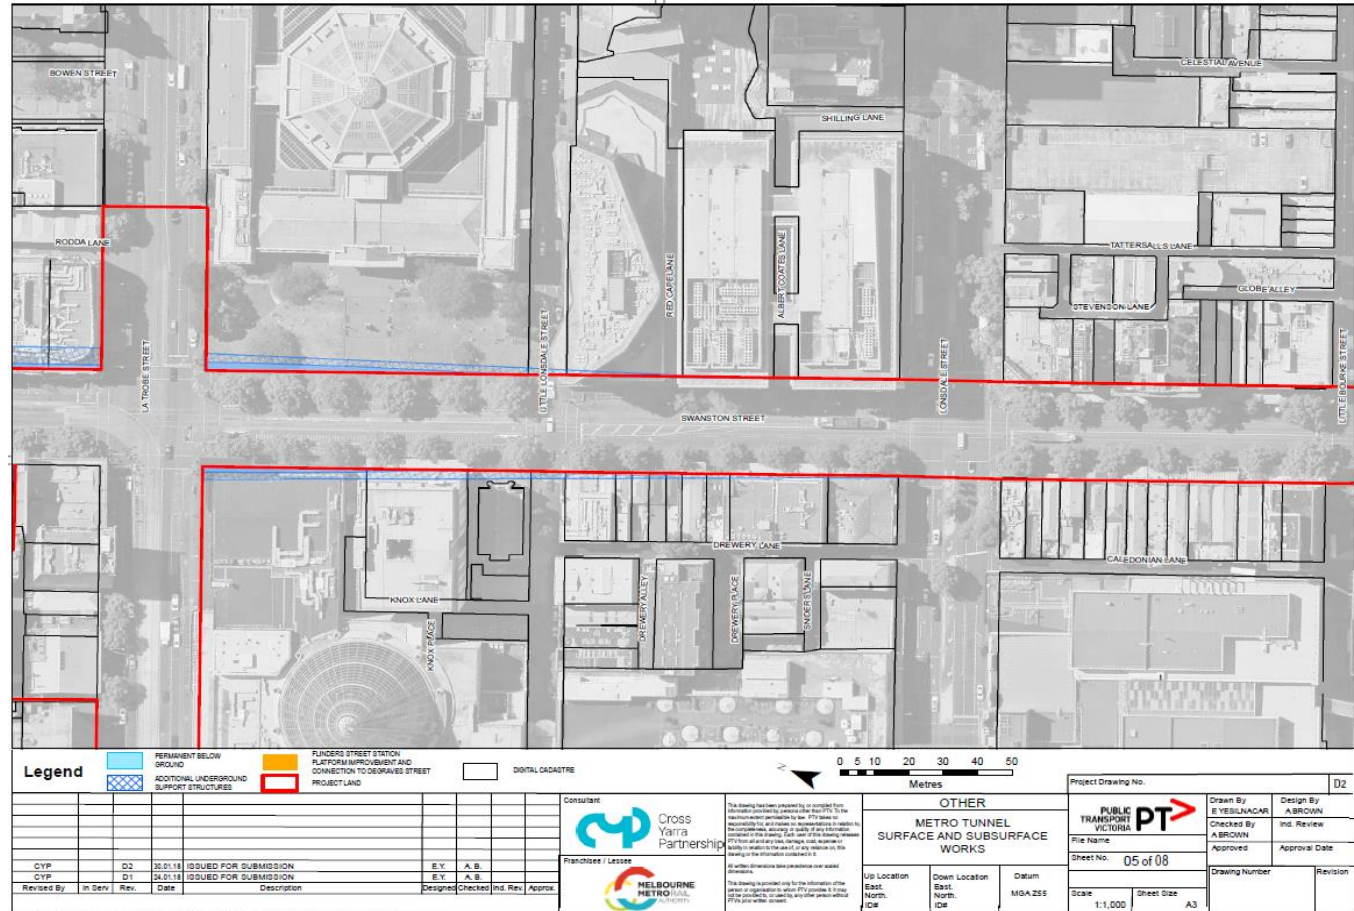 BOWEN STREET
CELESTIAL AVENUE
SHILLING LANE
RODDA LANE
TATTERSALLS LANE
RED CAPE LANE
ALBERT COATES LANE
GLOBE ALLEY
STEVENSON LANE
LA TROBE STREET
LITTLE LONSDALE STREET
LONSDALE STREET
LITTLE BOURKE STREET
SWANSTON STREET
DREWERY LANE
CALEDONIAN LANE
KNOX LANE
KNOX PLACE
DREWERY ALLEY
DREWERY PLACE
SNIDERS LANE
Legend
PERMANENT BELOW
GROUND
ADDITIONAL UNDERGROUND
SUPPORT STRUCTURES
FLINDERS STREET STATION
PLATFORM IMPROVEMENT AND
CONNECTION TO DEGRAVES STREET
PROJECT LAND
DIGITAL CADASTRE
0 5 10 20 30 40 50
Metres
Project Drawing No.
D2
CYP D2 30.01.18 ISSUED FOR SUBMISSION E.Y. A.B.
CYP D1 24.01.18 ISSUED FOR SUBMISSION E.Y. A.B.
Revised By In Serv Rev. Date Description Designed Checked Ind. Rev. Approx.
Consultant
Cross
Yarra
Partnership
Franchisee / Lessee
MELBOURNE
METRO RAIL
AUTHORITY
All written dimensions take precedence over scaled
dimensions.
OTHER
METRO TUNNEL
SURFACE AND SUBSURFACE
WORKS
Up Location
East.
North.
ID#
Down Location
East.
North.
ID#
Datum
MGA Z55
PUBLIC
TRANSPORT
VICTORIA
PT>
File Name
Sheet No. 05 of 08
Scale
1:1,000
Sheet Size
A3
Drawn By
E YESILNACAR
Design By
A BROWN
Checked By
A BROWN
Ind. Review
Approved
Approval Date
Drawing Number
Revision